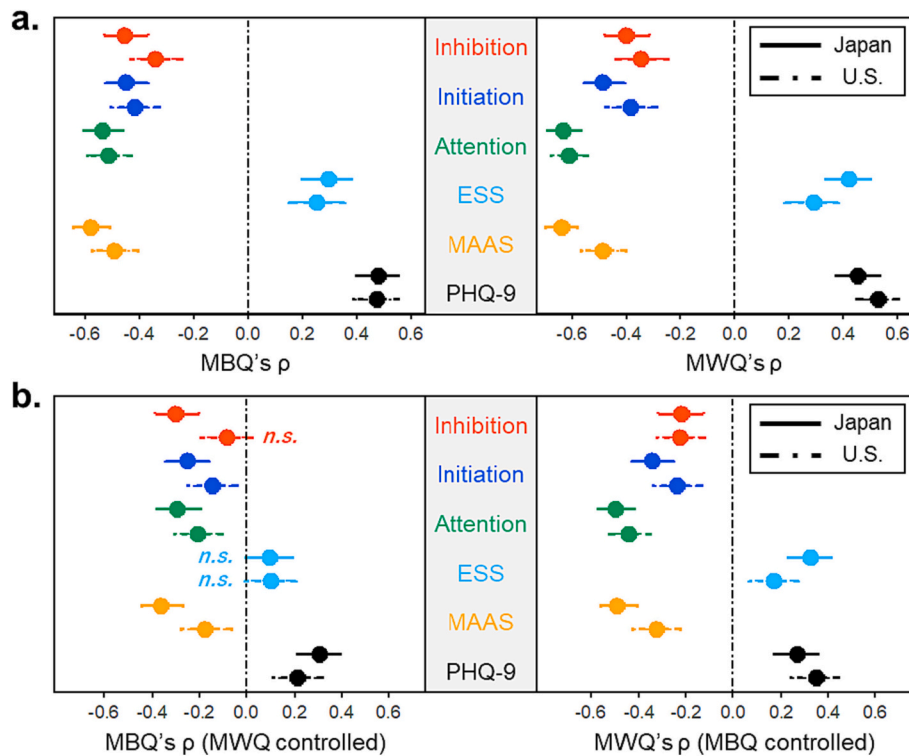 a.
Inhibition
Initiation
Attention
ESS
MAAS
PHQ-9
Japan
U.S.
-0.6 -0.4 -0.2 0.0 0.2 0.4 0.6
MBQ's ρ
-0.6 -0.4 -0.2 0.0 0.2 0.4 0.6
MWQ's ρ
b.
n.s.
n.s.
n.s.
Inhibition
Initiation
Attention
ESS
MAAS
PHQ-9
Japan
U.S.
-0.6 -0.4 -0.2 0.0 0.2 0.4 0.6
MBQ's ρ (MWQ controlled)
-0.6 -0.4 -0.2 0.0 0.2 0.4 0.6
MWQ's ρ (MBQ controlled)